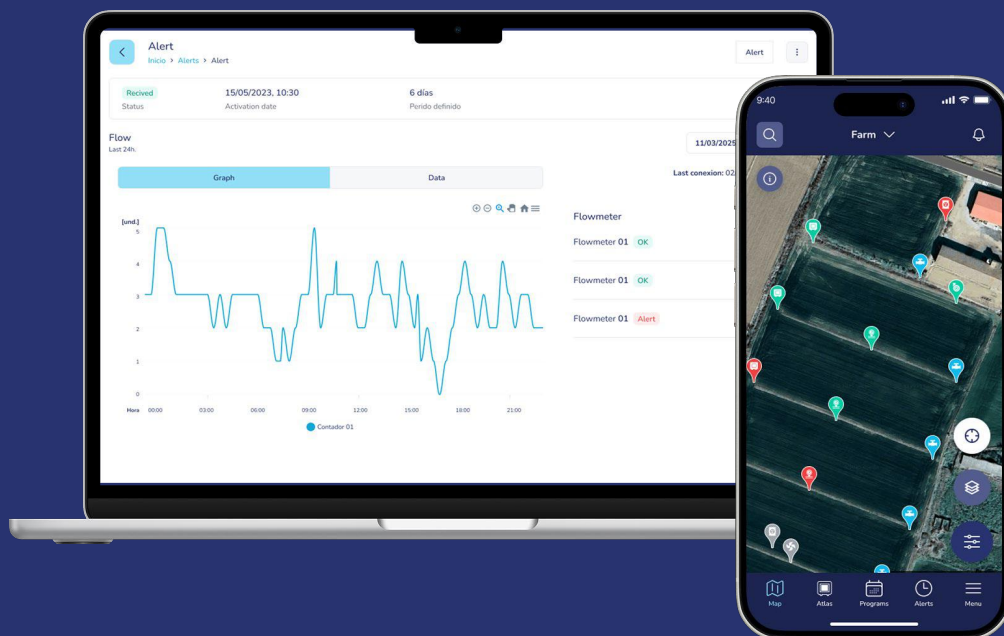 Alert
Inicio > Alerts > Alert
Alert
Recived
Status
15/05/2023, 10:30
Activation date
6 días
Perido definido
Flow
Last 24h.
11/03/2025
Graph
Data
Last conexion: 02/
[und.]
5
4
3
2
1
0
Hora 00:00 03:00 06:00 09:00 12:00 15:00 18:00 21:00
Contador 01
Flowmeter
Flowmeter 01 OK
Flowmeter 01 OK
Flowmeter 01 Alert
9:40
Farm
Map
Atlas
Programs
Alerts
Menu